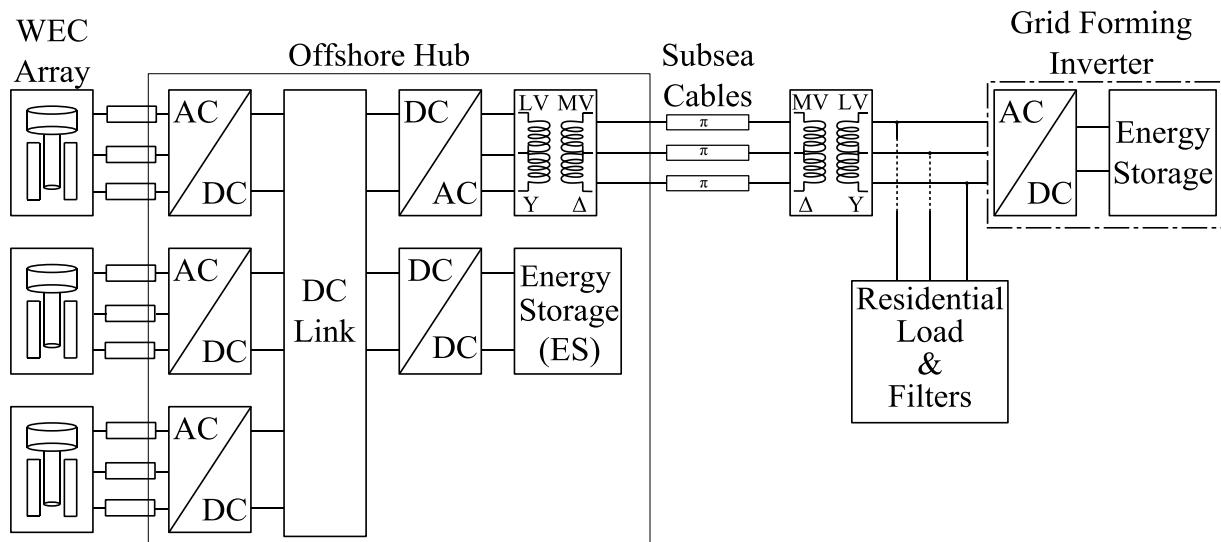 WEC
Array
Offshore Hub
Subsea
Cables
Grid Forming
Inverter
AC
DC
DC
Link
DC
AC
LV MV
Y Δ
π
π
π
MV LV
Δ Y
AC
DC
Energy
Storage
AC
DC
DC
DC
Energy
Storage
(ES)
Residential
Load
&
Filters
AC
DC